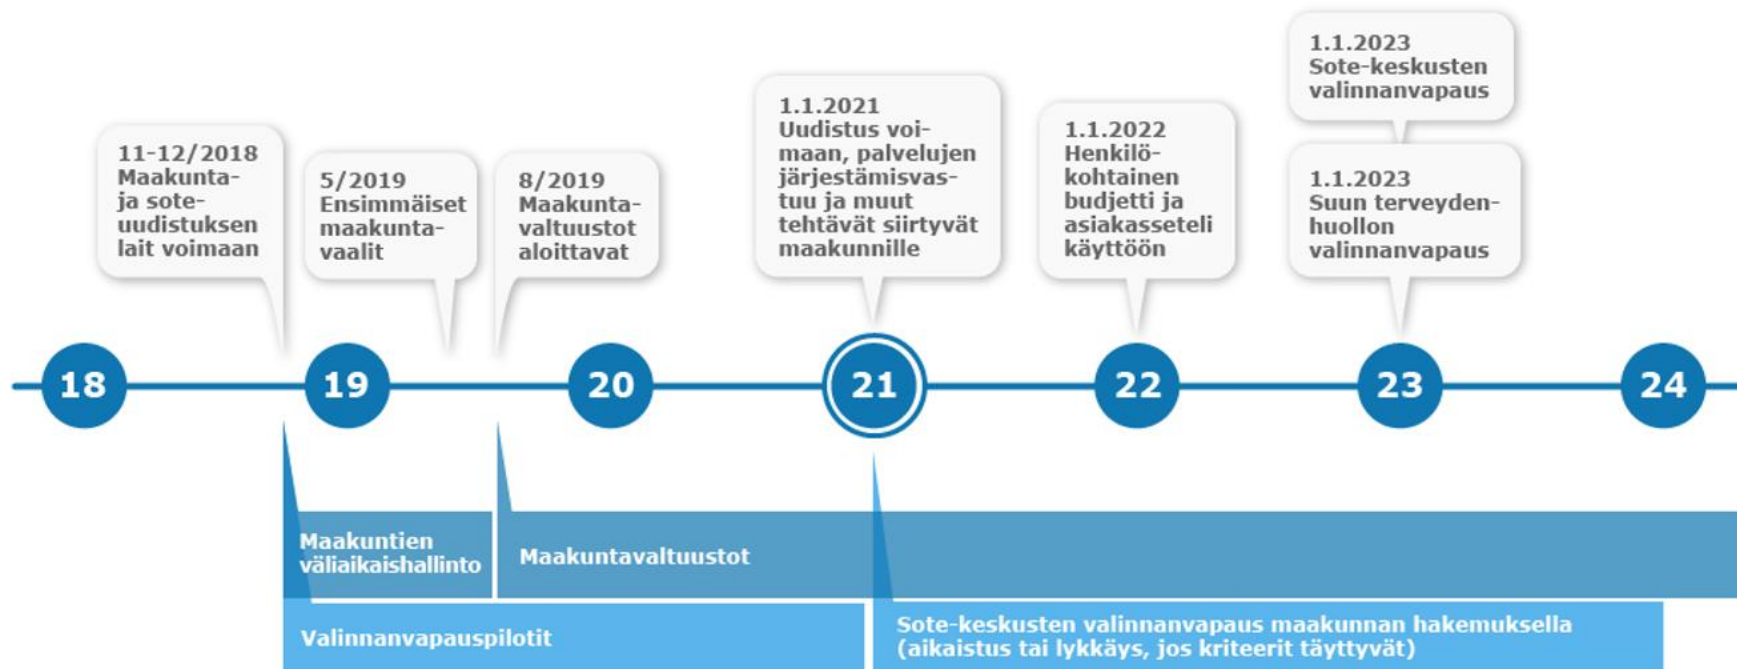 11-12/2018
Maakunta-
ja sote-
uudistuksen
lait voimaan
5/2019
Ensimmäiset
maakunta-
vaalit
8/2019
Maakunta-
valtuustot
aloittavat
1.1.2021
Uudistus voi-
maan, palvelujen
järjestämisvas-
tuu ja muut
tehtävät siirtyvät
maakunnille
1.1.2022
Henkilö-
kohtainen
budjetti ja
asiakasseteli
käyttöön
1.1.2023
Sote-keskusten
valinnanvapaus
1.1.2023
Suun terveyden-
huollon
valinnanvapaus
18
19
20
21
22
23
24
Maakuntien
väliaikaishallinto
Maakuntavaltuustot
Valinnanvapauspilotit
Sote-keskusten valinnanvapaus maakunnan hakemuksella
(aikaistus tai lykkäys, jos kriteerit täyttyvät)